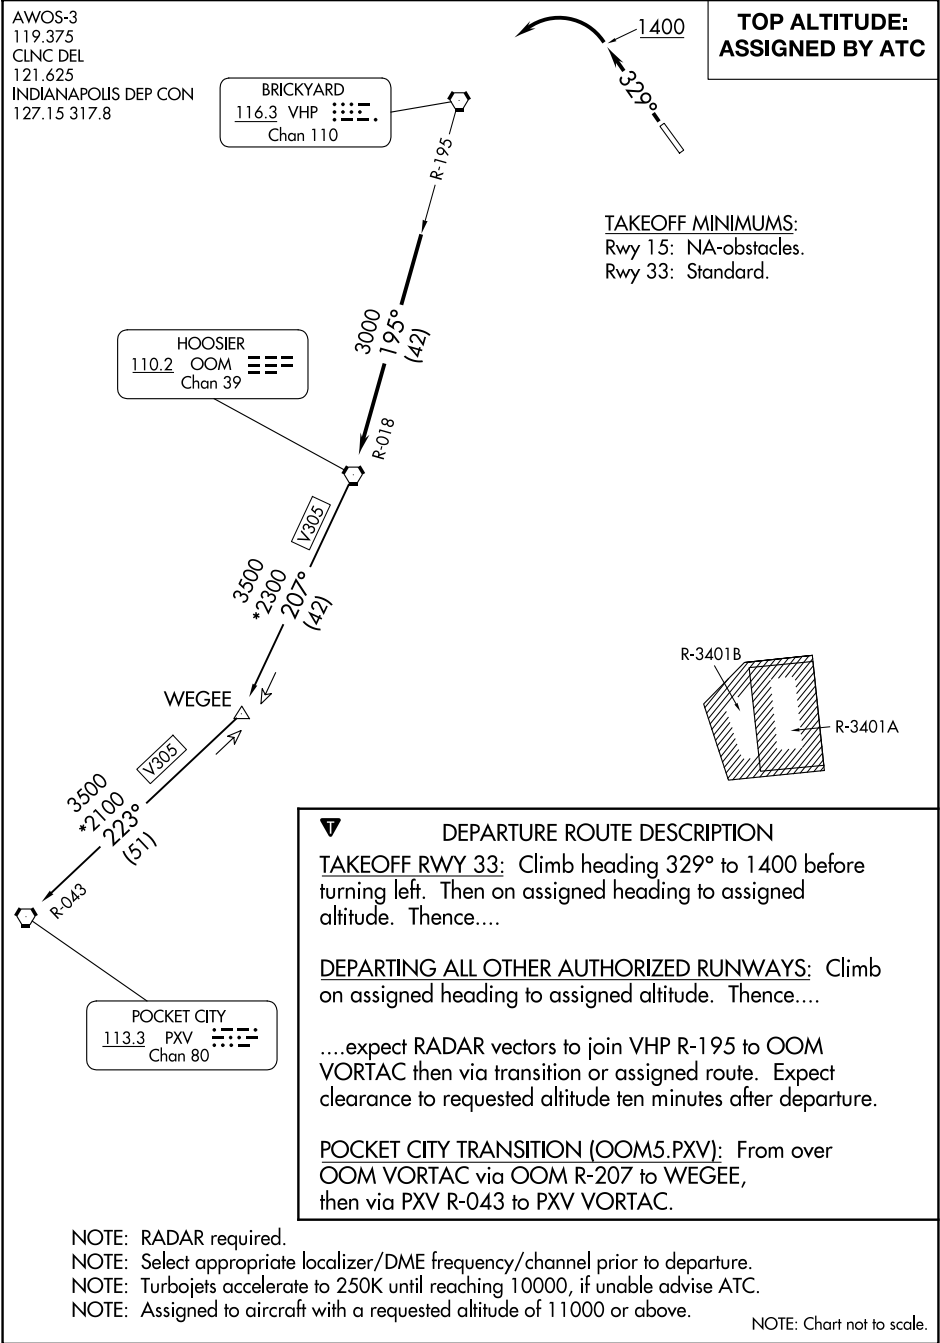 AWOS-3
119.375
CLNC DEL
121.625
INDIANAPOLIS DEP CON
127.15 317.8
1400
TOP ALTITUDE:
ASSIGNED BY ATC
329°
BRICKYARD
116.3 VHP
Chan 110
R-195
TAKEOFF MINIMUMS:
Rwy 15: NA-obstacles.
Rwy 33: Standard.
3000
195°
(42)
HOOSIER
110.2 OOM
Chan 39
R-018
V305
3500
*2300
207°
(42)
WEGEE
R-3401B
R-3401A
V305
3500
*2100
223°
(51)
R-043
POCKET CITY
113.3 PXV
Chan 80
T
DEPARTURE ROUTE DESCRIPTION
TAKEOFF RWY 33: Climb heading 329° to 1400 before
turning left. Then on assigned heading to assigned
altitude. Thence....
DEPARTING ALL OTHER AUTHORIZED RUNWAYS: Climb
on assigned heading to assigned altitude. Thence....
....expect RADAR vectors to join VHP R-195 to OOM
VORTAC then via transition or assigned route. Expect
clearance to requested altitude ten minutes after departure.
POCKET CITY TRANSITION (OOM5.PXV): From over
OOM VORTAC via OOM R-207 to WEGEE,
then via PXV R-043 to PXV VORTAC.
NOTE: RADAR required.
NOTE: Select appropriate localizer/DME frequency/channel prior to departure.
NOTE: Turbojets accelerate to 250K until reaching 10000, if unable advise ATC.
NOTE: Assigned to aircraft with a requested altitude of 11000 or above.
NOTE: Chart not to scale.